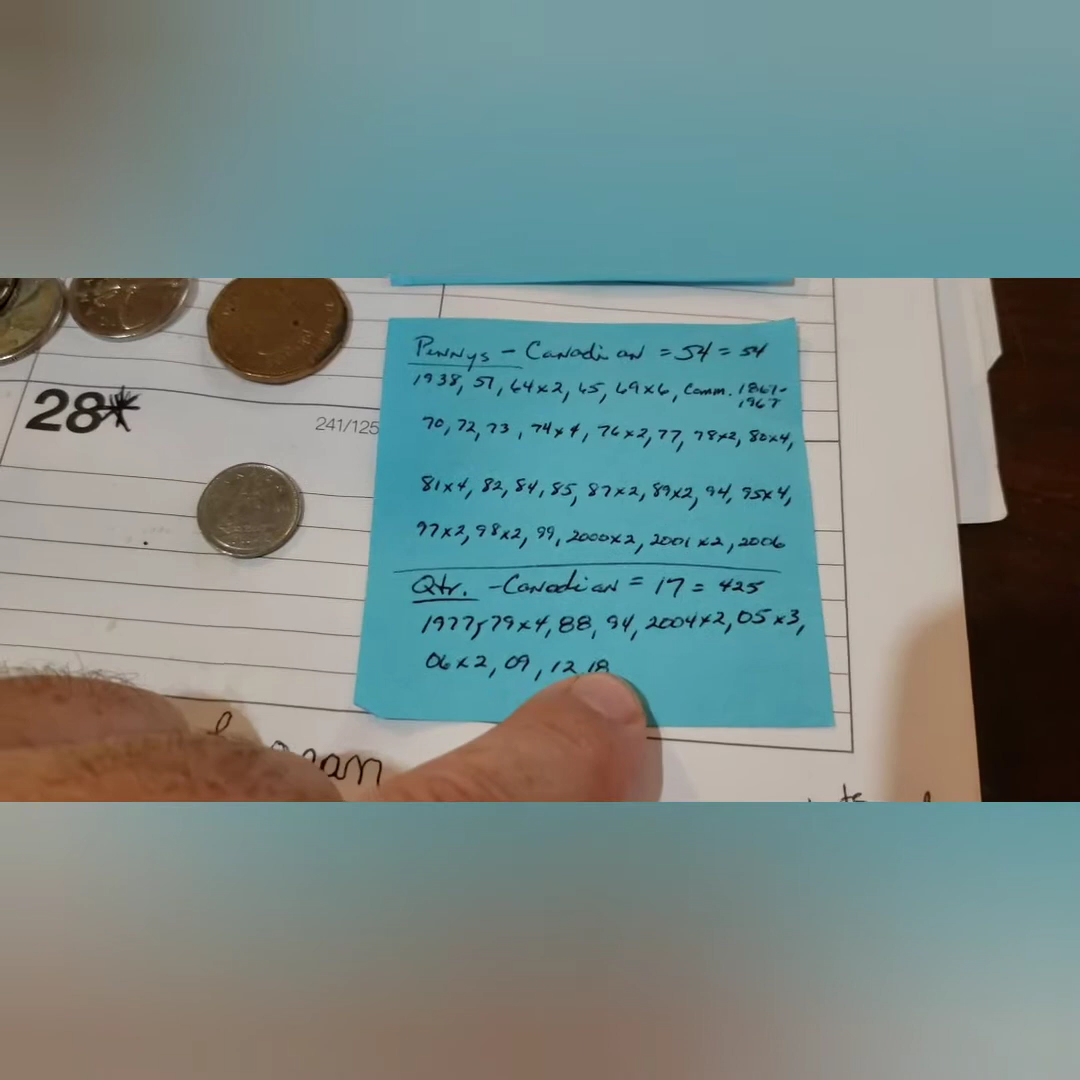 28*
241/125
Pennys - Canadian = 54 = 54
1938, 57, 64x2, 65, 69x6, Comm. 1867-
1967
70, 72, 73, 74x4, 76x2, 77, 78x2, 80x4,
81x4, 82, 84, 85, 87x2, 89x2, 94, 95x4,
97x2, 98x2, 99, 2000x2, 2001x2, 2006
Qtr. - Canadian = 17 = 425
1977, 79x4, 88, 94, 2004x2, 05x3,
06x2, 09, 12, 18